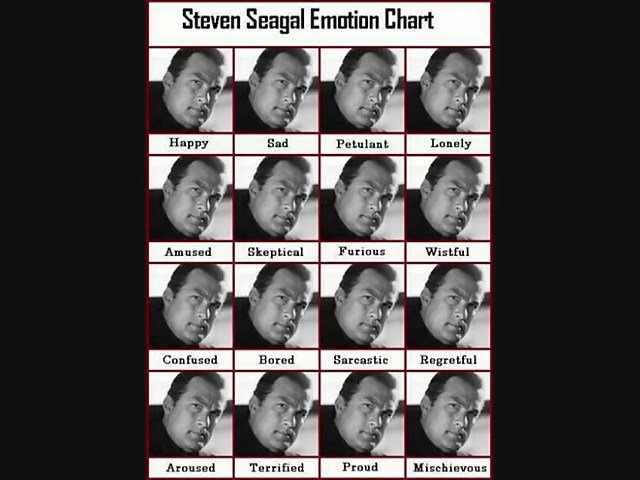 Steven Seagal Emotion Chart
Happy Sad Petulant Lonely
Amused Skeptical Furious Wistful
Confused Bored Sarcastic Regretful
Aroused Terrified Proud Mischievous